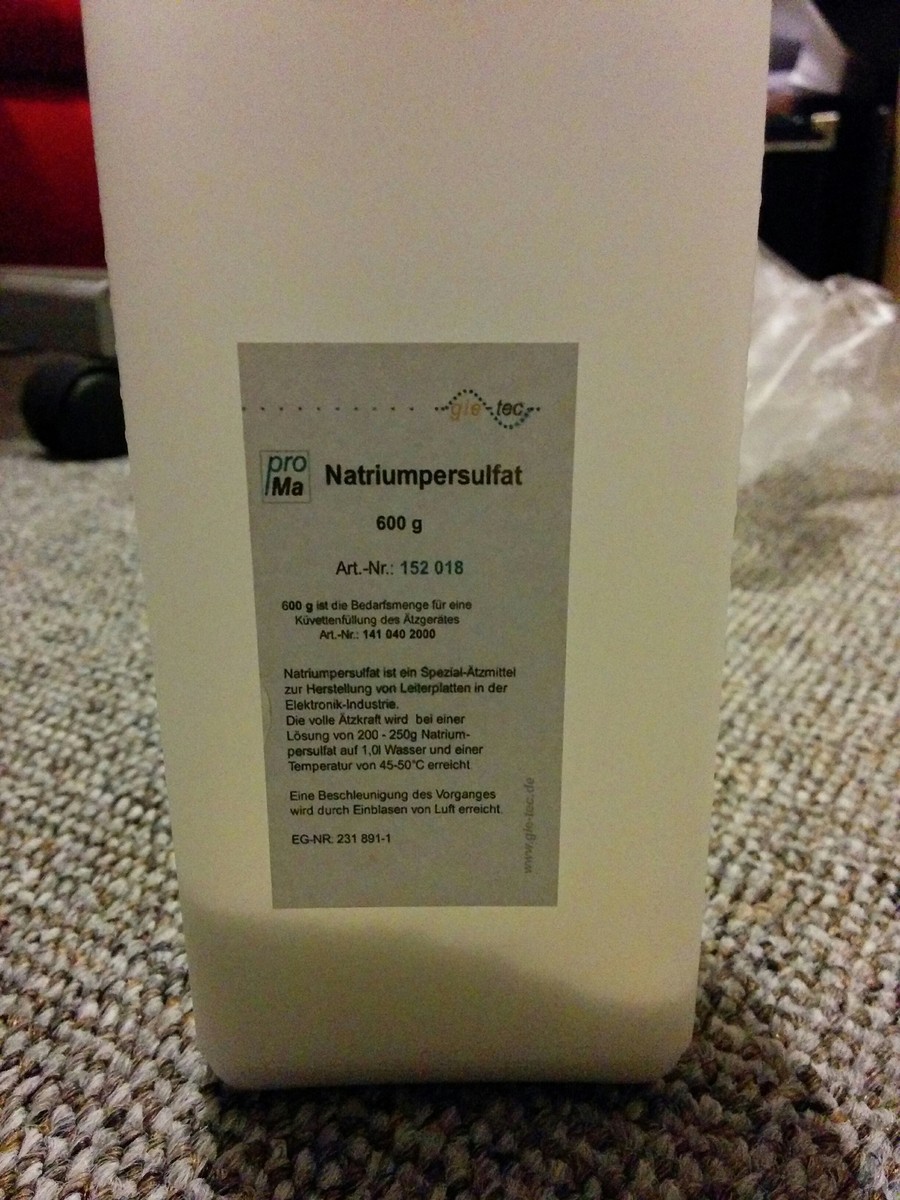 gie-tec
pro
Ma
Natriumpersulfat
600 g
Art.-Nr.: 152 018
600 g ist die Bedarfsmenge für eine
Küvettenfüllung des Ätzgerätes
Art.-Nr.: 141 040 2000
Natriumpersulfat ist ein Spezial-Ätzmittel
zur Herstellung von Leiterplatten in der
Elektronik-Industrie.
Die volle Ätzkraft wird bei einer
Lösung von 200 - 250g Natrium-
persulfat auf 1,0l Wasser und einer
Temperatur von 45-50°C erreicht.
Eine Beschleunigung des Vorganges
wird durch Einblasen von Luft erreicht.
EG-NR: 231 891-1
www.gie-tec.de